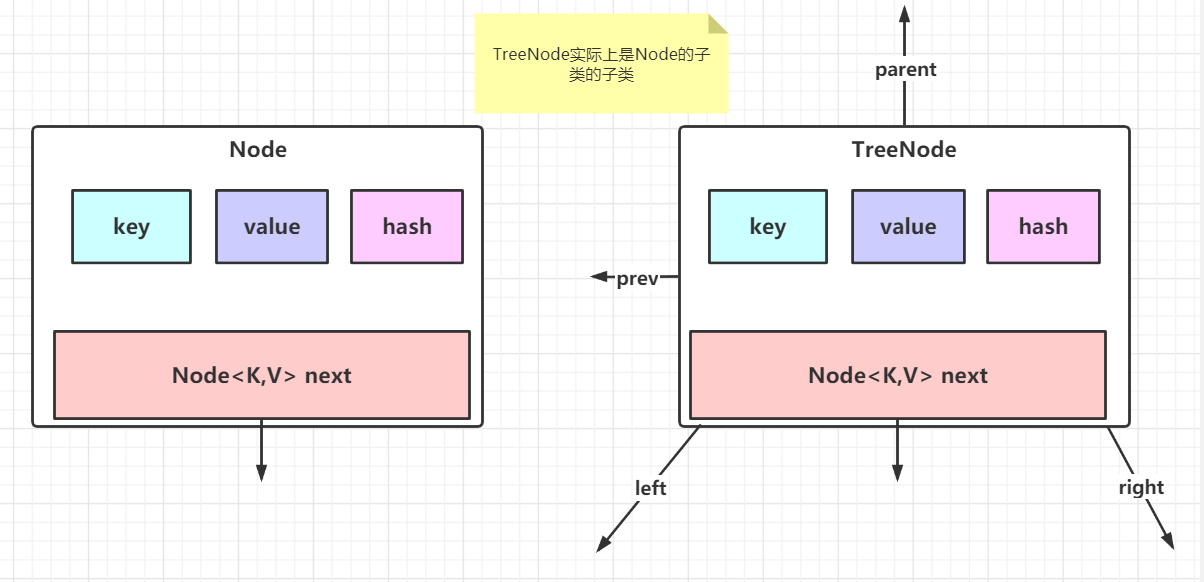 TreeNode实际上是Node的子
类的子类
parent
Node
key
value
hash
Node<K,V> next
TreeNode
key
value
hash
prev
Node<K,V> next
left
right